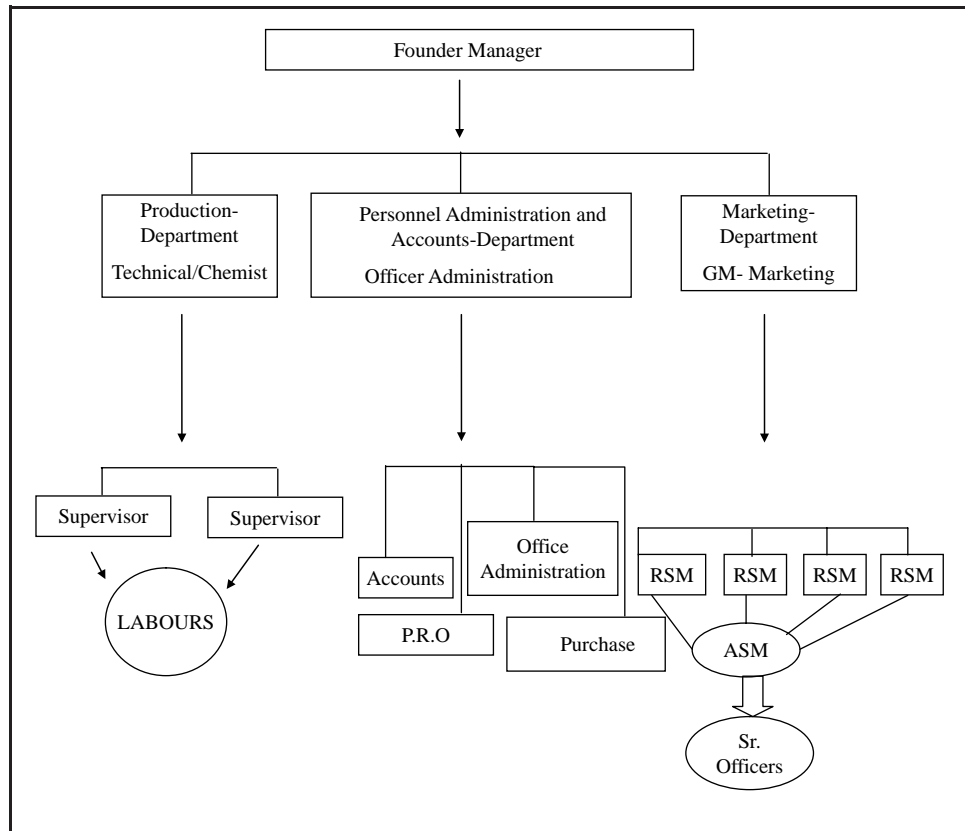 Founder Manager
Production-
Department
Technical/Chemist
Personnel Administration and
Accounts-Department
Officer Administration
Marketing-
Department
GM- Marketing
Supervisor
Supervisor
LABOURS
Accounts
P.R.O
Office
Administration
Purchase
RSM
RSM
RSM
RSM
ASM
Sr.
Officers